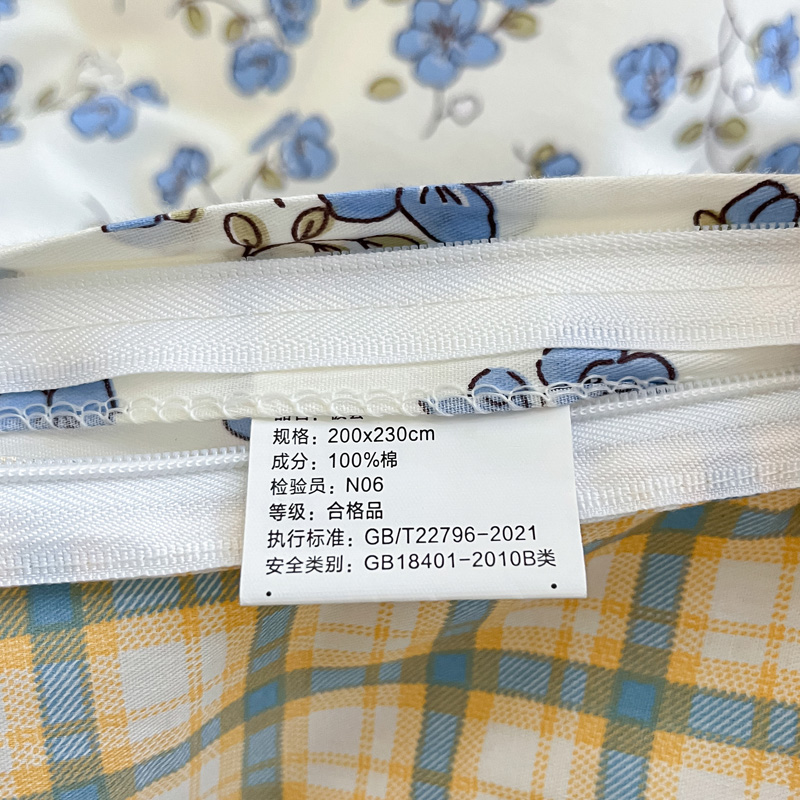 规格：200x230cm
成分：100%棉
检验员：N06
等级：合格品
执行标准：GB/T22796-2021
安全类别：GB18401-2010B类